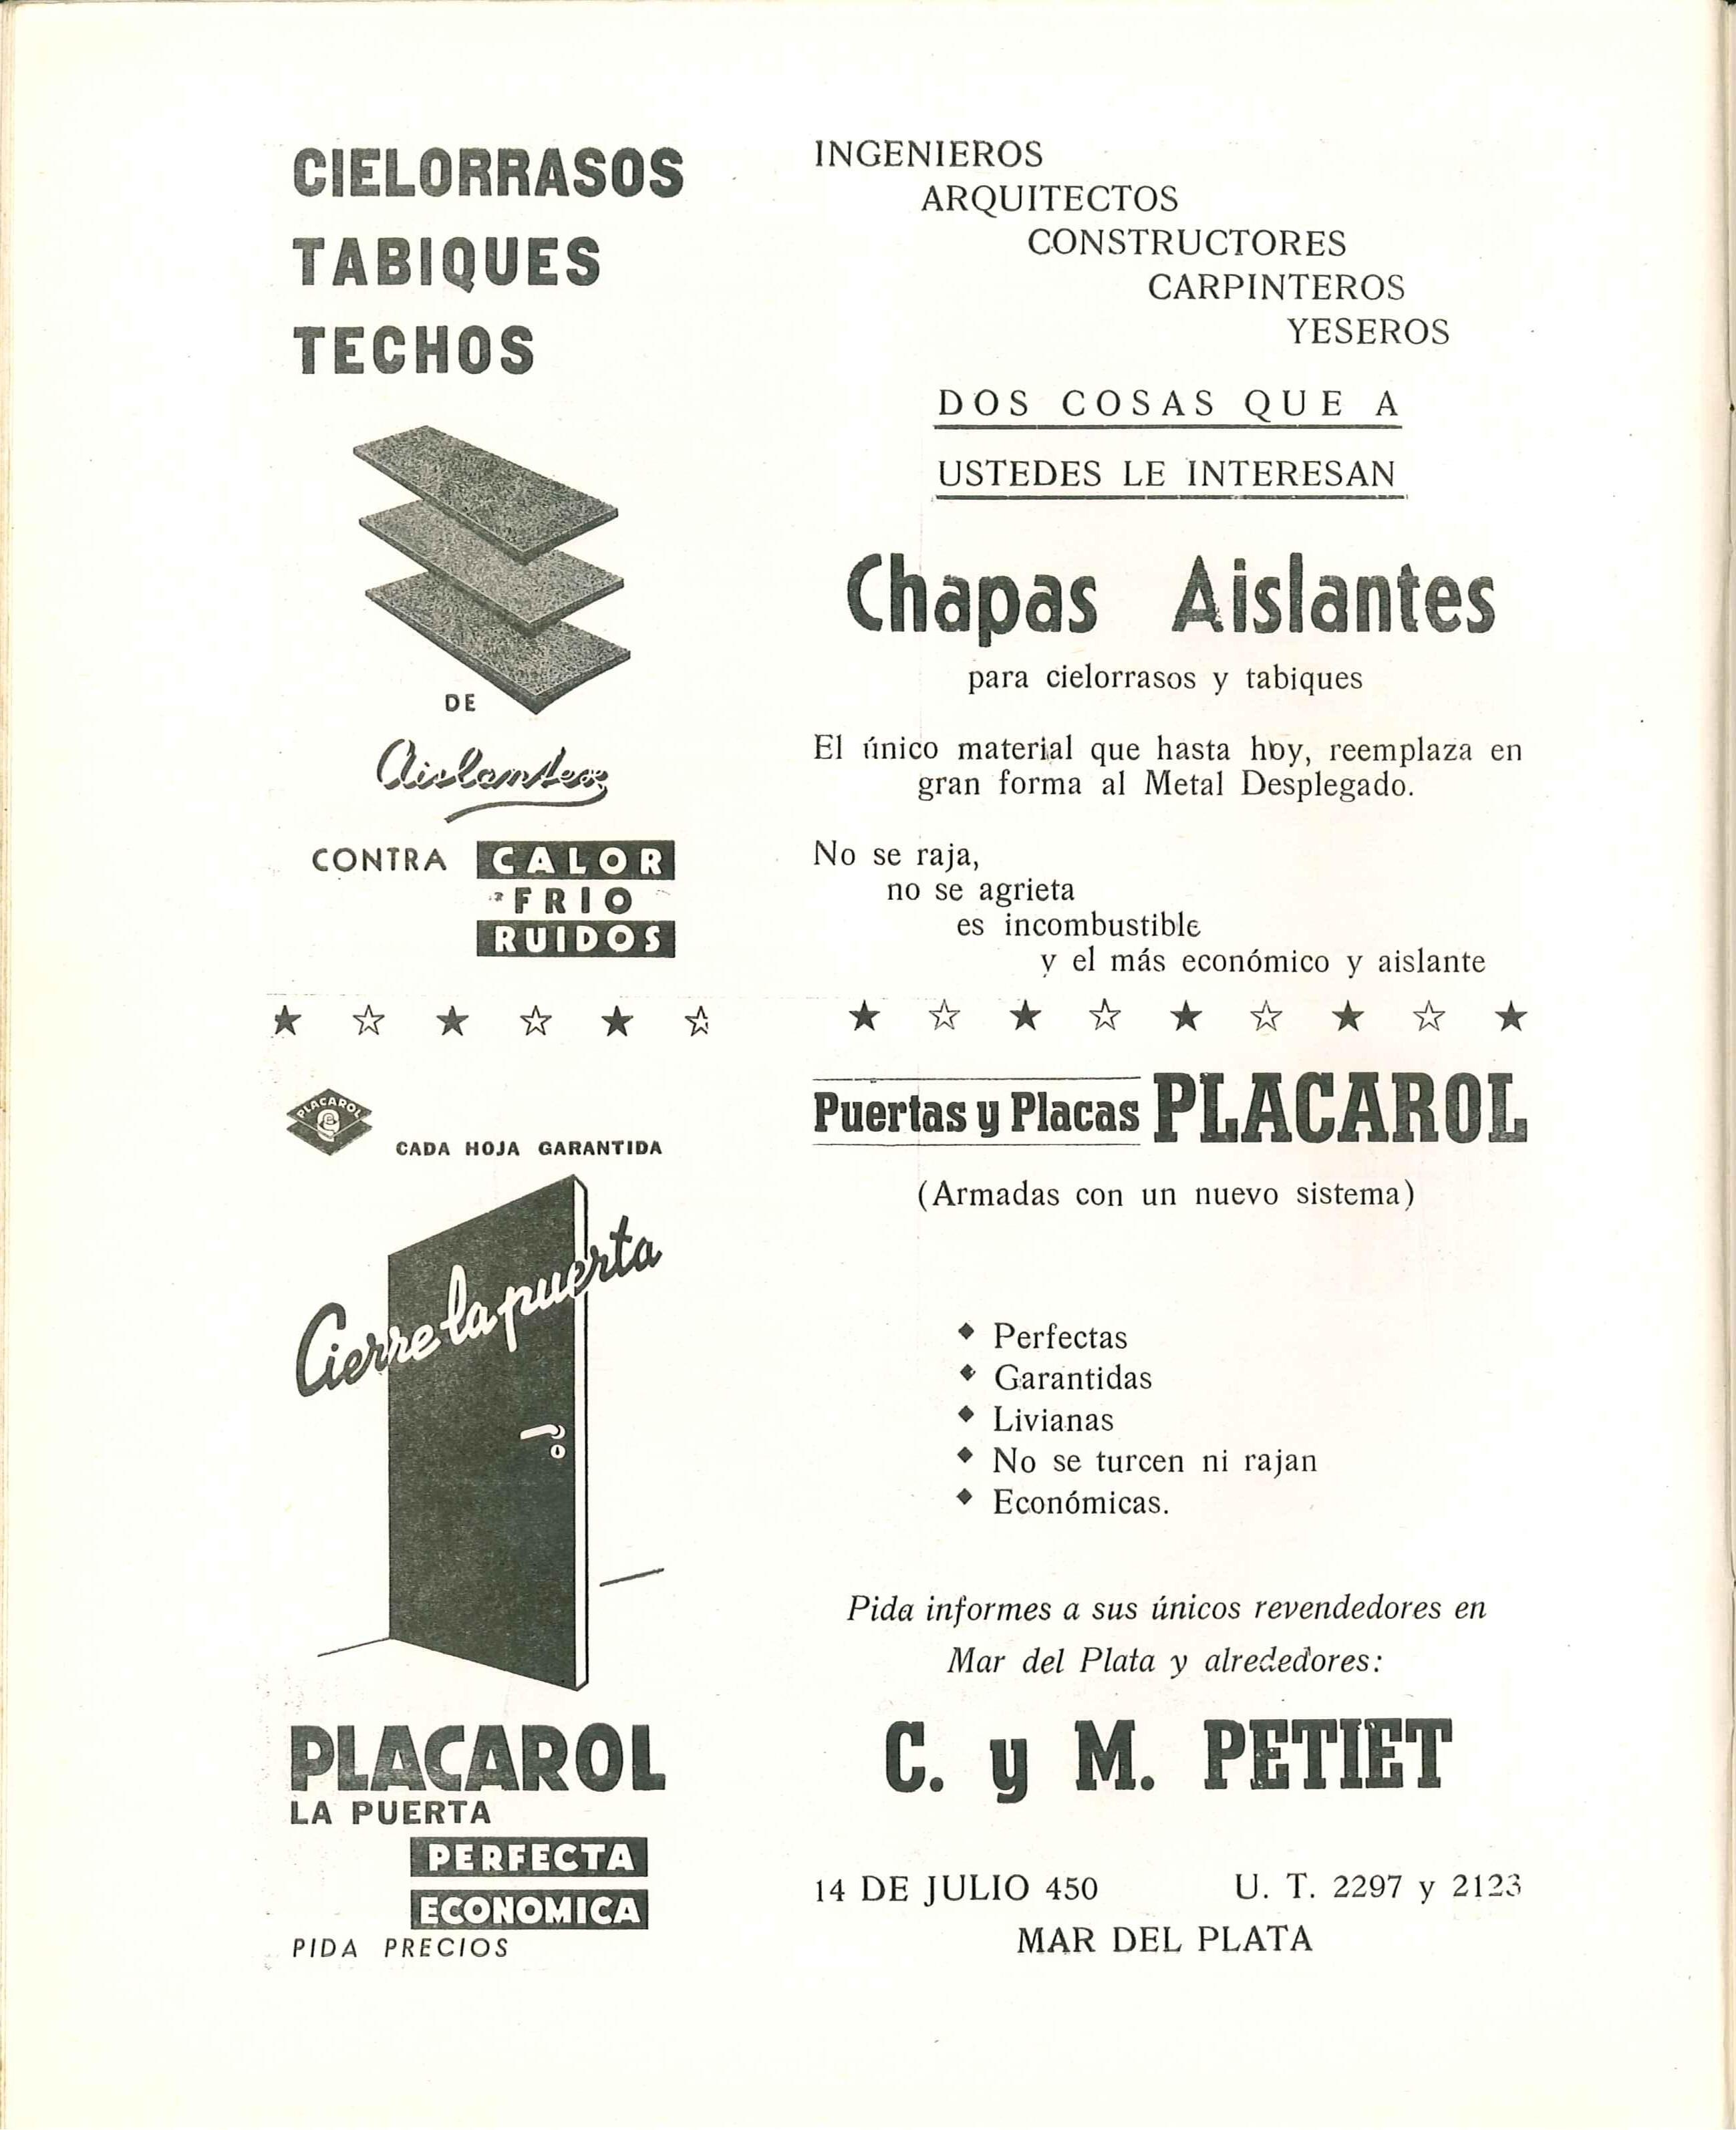 CIELORRASOS
TABIQUES
TECHOS
DE
Aislantex
CONTRA CALOR
FRIO
RUIDOS
INGENIEROS
ARQUITECTOS
CONSTRUCTORES
CARPINTEROS
YESEROS
DOS COSAS QUE A
USTEDES LE INTERESAN
Chapas Aislantes
para cielorrasos y tabiques
El único material que hasta hoy, reemplaza en
gran forma al Metal Desplegado.
No se raja,
no se agrieta
es incombustible
y el más económico y aislante
PLACAROL
CADA HOJA GARANTIDA
Cierre la puerta
PLACAROL
LA PUERTA
PERFECTA
ECONOMICA
PIDA PRECIOS
Puertas y Placas PLACAROL
(Armadas con un nuevo sistema)
Perfectas
Garantidas
Livianas
No se turcen ni rajan
Económicas.
Pida informes a sus únicos revendedores en
Mar del Plata y alrededores:
C. y M. PETIET
14 DE JULIO 450 U. T. 2297 y 2123
MAR DEL PLATA